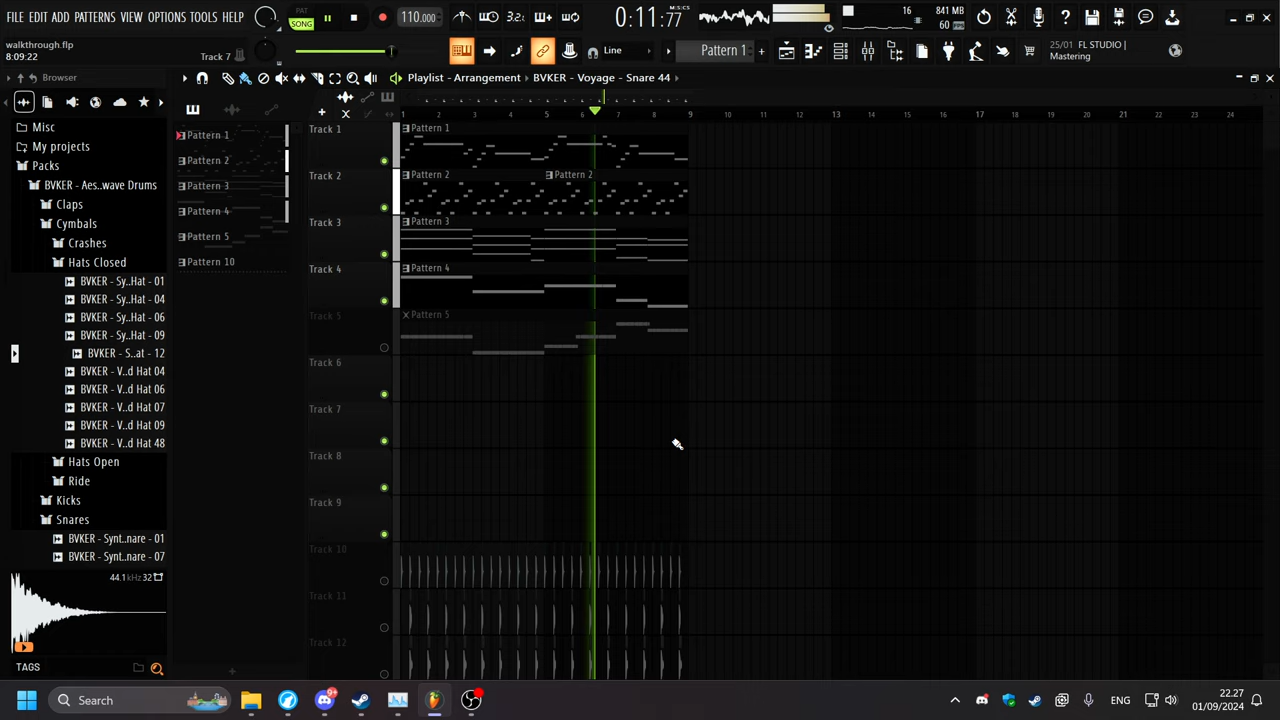 FILE EDIT ADD PATTERNS VIEW OPTIONS TOOLS HELP
PAT
SONG
110.000
3.2.
0:11:77
M:S:CS
16
841 MB
60
walkthrough.flp
8:09:22
Track 7
Line
Pattern 1
+
25/01 FL STUDIO |
Mastering
Browser
Playlist - Arrangement
BVKER - Voyage - Snare 44
1 2 3 4 5 6 7 8 9 10 11 12 13 14 15 16 17 18 19 20 21 22 23 24
Misc
My projects
Packs
BVKER - Aes..wave Drums
Claps
Cymbals
Crashes
Hats Closed
BVKER - Sy..Hat - 01
BVKER - Sy..Hat - 04
BVKER - Sy..Hat - 06
BVKER - Sy..Hat - 09
BVKER - S..at - 12
BVKER - V..d Hat 04
BVKER - V..d Hat 06
BVKER - V..d Hat 07
BVKER - V..d Hat 09
BVKER - V..d Hat 48
Hats Open
Ride
Kicks
Snares
BVKER - Synt..nare - 01
BVKER - Synt..nare - 07
44.1kHz 32
TAGS
Pattern 1
Pattern 2
Pattern 3
Pattern 4
Pattern 5
Pattern 10
Track 1
Pattern 1
Track 2
Pattern 2
Pattern 2
Track 3
Pattern 3
Track 4
Pattern 4
Track 5
Pattern 5
Track 6
Track 7
Track 8
Track 9
Track 10
Track 11
Track 12
Search
9+
ENG
22.27
01/09/2024